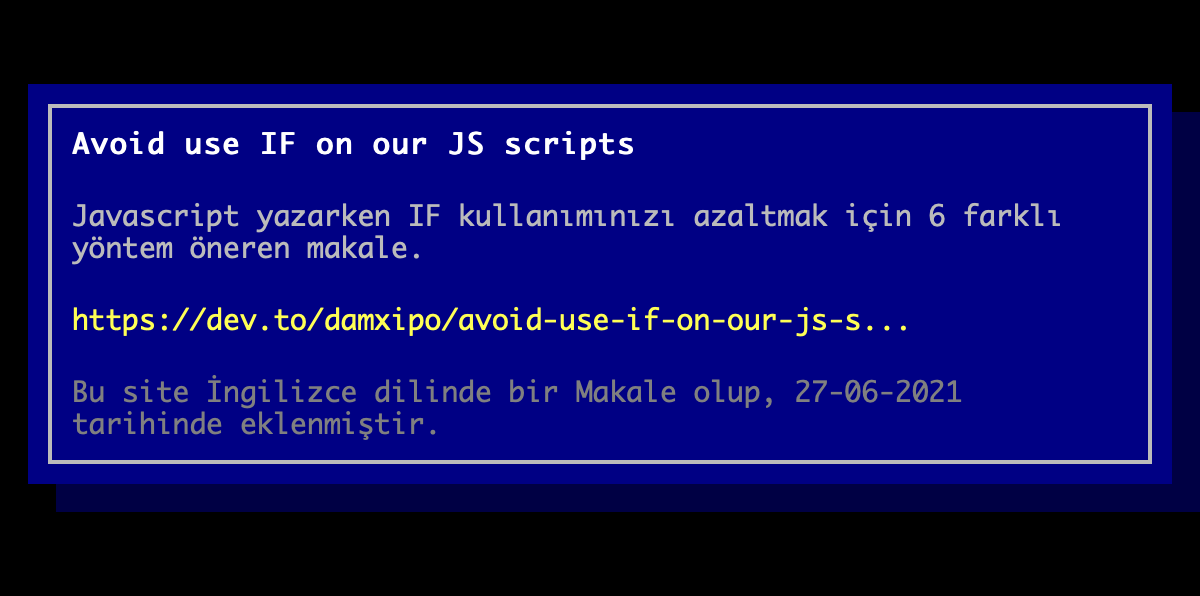 Avoid use IF on our JS scripts
Javascript yazarken IF kullanımınızı azaltmak için 6 farklı
yöntem öneren makale.
https://dev.to/damxipo/avoid-use-if-on-our-js-s...
Bu site İngilizce dilinde bir Makale olup, 27-06-2021
tarihinde eklenmiştir.